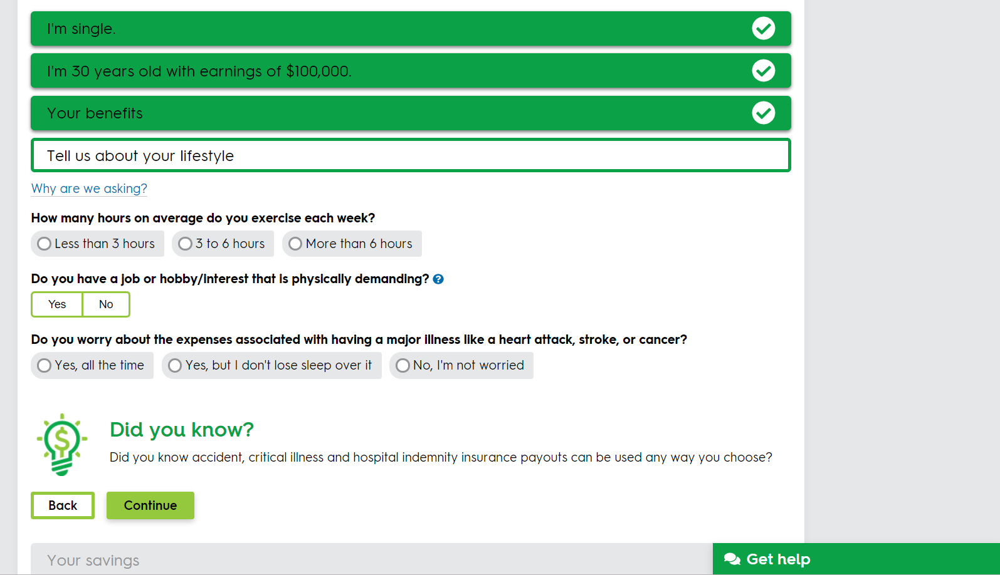 I'm single.
I'm 30 years old with earnings of $100,000.
Your benefits
Tell us about your lifestyle
Why are we asking?
How many hours on average do you exercise each week?
Less than 3 hours 3 to 6 hours More than 6 hours
Do you have a job or hobby/interest that is physically demanding? ?
Yes No
Do you worry about the expenses associated with having a major illness like a heart attack, stroke, or cancer?
Yes, all the time Yes, but I don't lose sleep over it No, I'm not worried
$
Did you know?
Did you know accident, critical illness and hospital indemnity insurance payouts can be used any way you choose?
Back Continue
Your savings
Get help